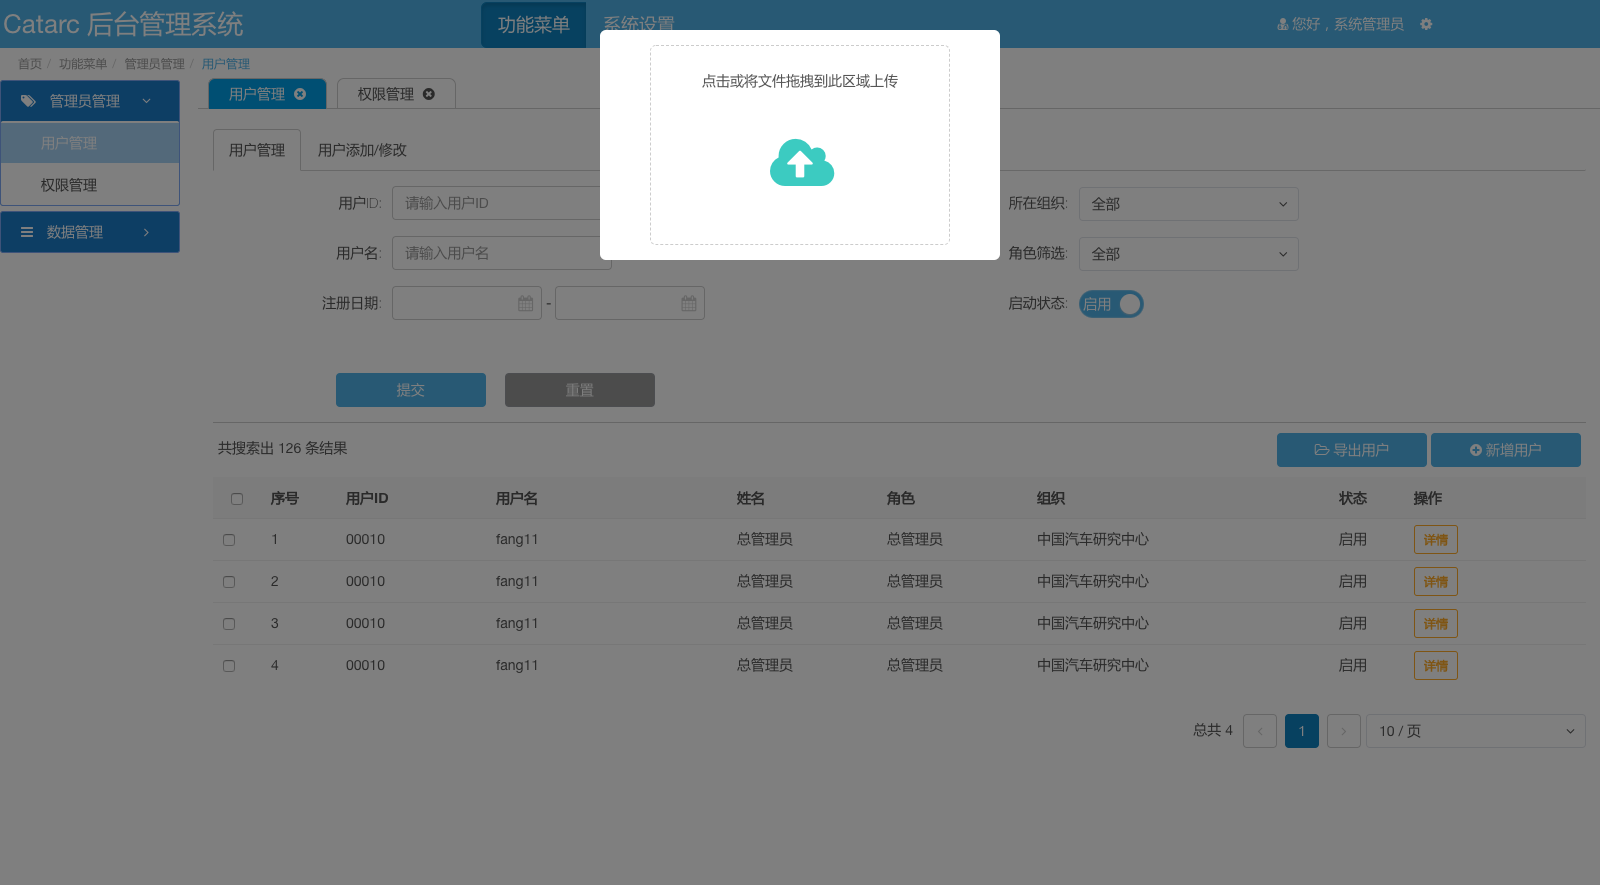 Catarc 后台管理系统
功能菜单
系统设置
您好，系统管理员
首页 / 功能菜单 / 管理员管理 / 用户管理
管理员管理
用户管理
权限管理
数据管理
用户管理
权限管理
点击或将文件拖拽到此区域上传
用户管理
用户添加/修改
用户ID: 请输入用户ID
所在组织: 全部
用户名: 请输入用户名
角色筛选: 全部
注册日期: -
启动状态: 启用
提交
重置
共搜索出 126 条结果
导出用户
新增用户
序号 用户ID 用户名 姓名 角色 组织 状态 操作
1 00010 fang11 总管理员 总管理员 中国汽车研究中心 启用 详情
2 00010 fang11 总管理员 总管理员 中国汽车研究中心 启用 详情
3 00010 fang11 总管理员 总管理员 中国汽车研究中心 启用 详情
4 00010 fang11 总管理员 总管理员 中国汽车研究中心 启用 详情
总共 4 < 1 > 10 / 页